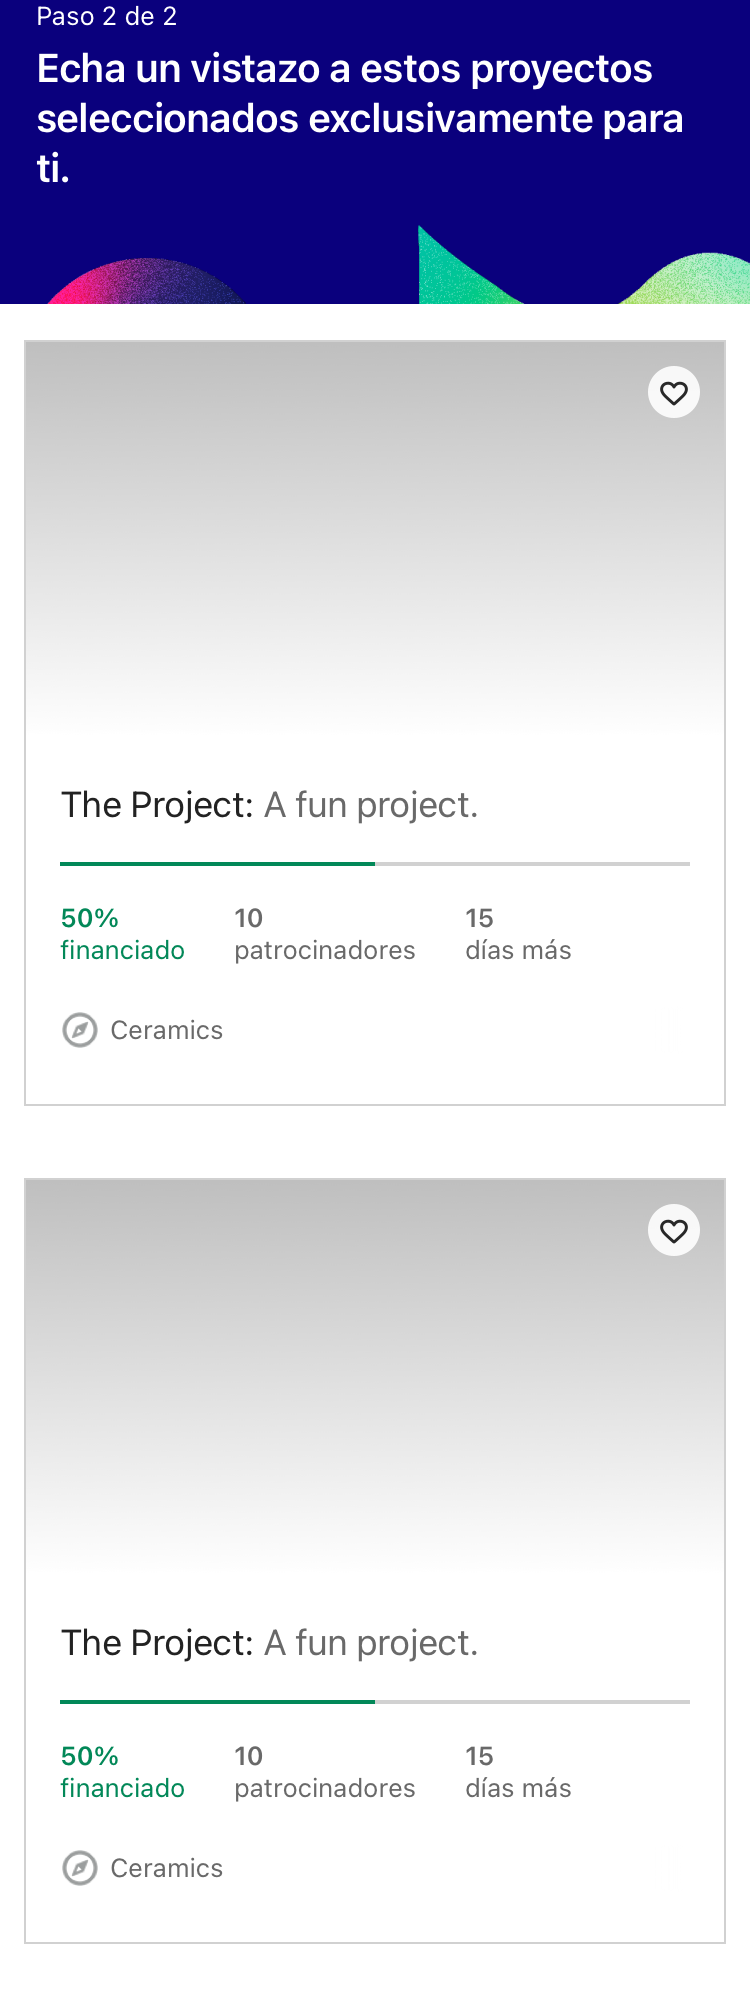 Paso 2 de 2
Echa un vistazo a estos proyectos
seleccionados exclusivamente para
ti.
The Project: A fun project.
50% 10 15
financiado patrocinadores días más
Ceramics
The Project: A fun project.
50% 10 15
financiado patrocinadores días más
Ceramics